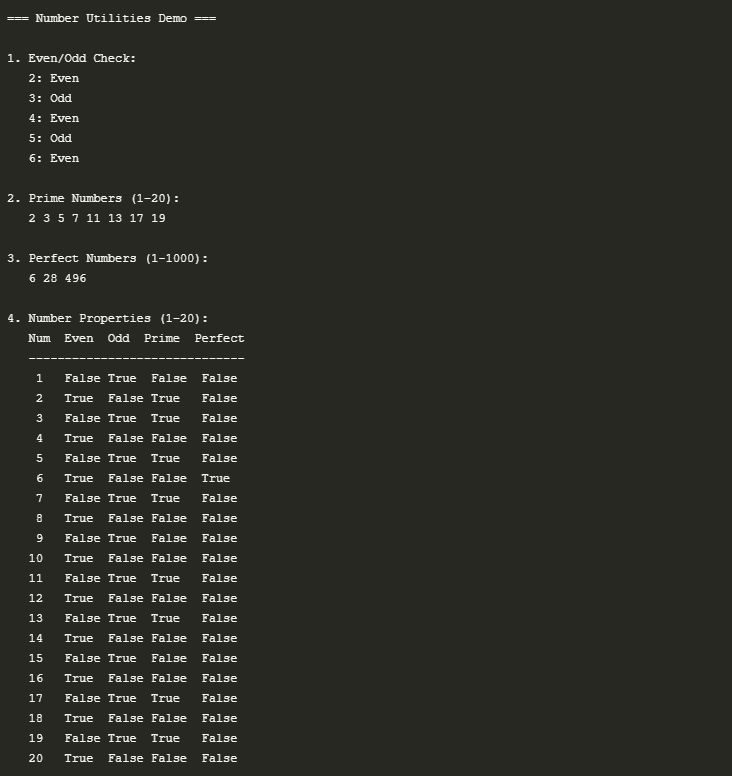 === Number Utilities Demo ===

1. Even/Odd Check:
   2: Even
   3: Odd
   4: Even
   5: Odd
   6: Even

2. Prime Numbers (1-20):
   2 3 5 7 11 13 17 19

3. Perfect Numbers (1-1000):
   6 28 496

4. Number Properties (1-20):
   Num  Even  Odd  Prime  Perfect
   ------------------------------
    1   False True  False  False
    2   True  False True   False
    3   False True  True   False
    4   True  False False  False
    5   False True  True   False
    6   True  False False  True
    7   False True  True   False
    8   True  False False  False
    9   False True  False  False
   10   True  False False  False
   11   False True  True   False
   12   True  False False  False
   13   False True  True   False
   14   True  False False  False
   15   False True  False  False
   16   True  False False  False
   17   False True  True   False
   18   True  False False  False
   19   False True  True   False
   20   True  False False  False